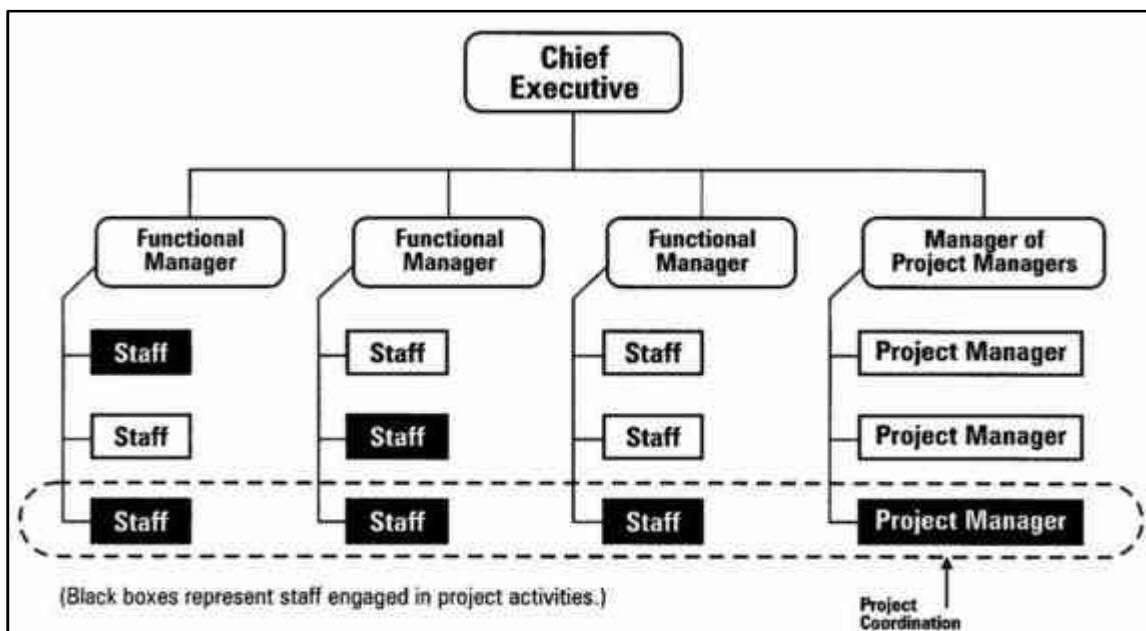 Chief
Executive
Functional
Manager
Functional
Manager
Functional
Manager
Manager of
Project Managers
Staff
Staff
Staff
Project Manager
Staff
Staff
Staff
Project Manager
Staff
Staff
Staff
Project Manager
(Black boxes represent staff engaged in project activities.)
Project
Coordination